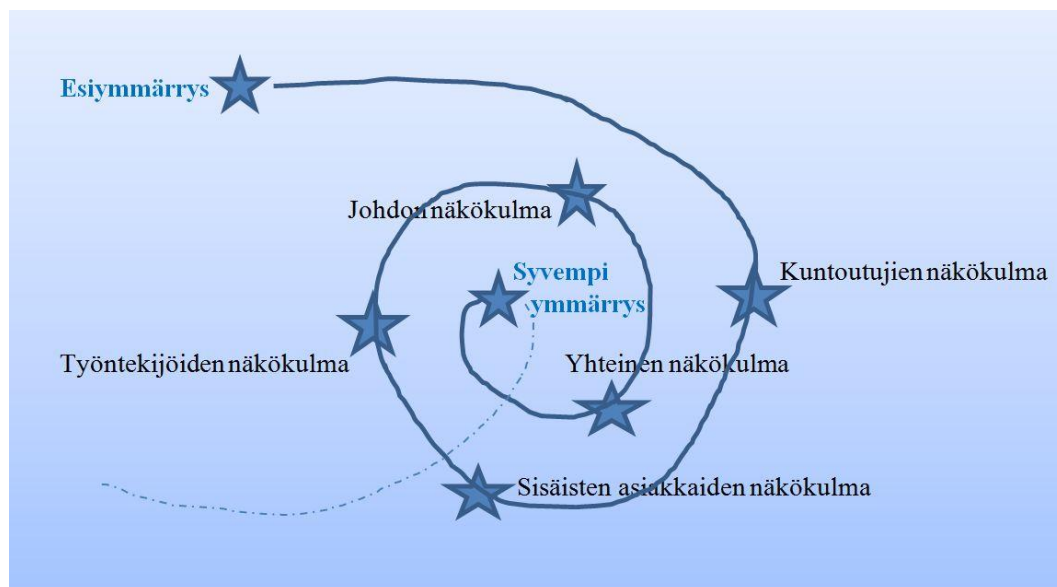 Esiymmärrys
Johdon näkökulma
Syvempi
ymmärrys
Kuntoutujien näkökulma
Työntekijöiden näkökulma
Yhteinen näkökulma
Sisäisten asiakkaiden näkökulma